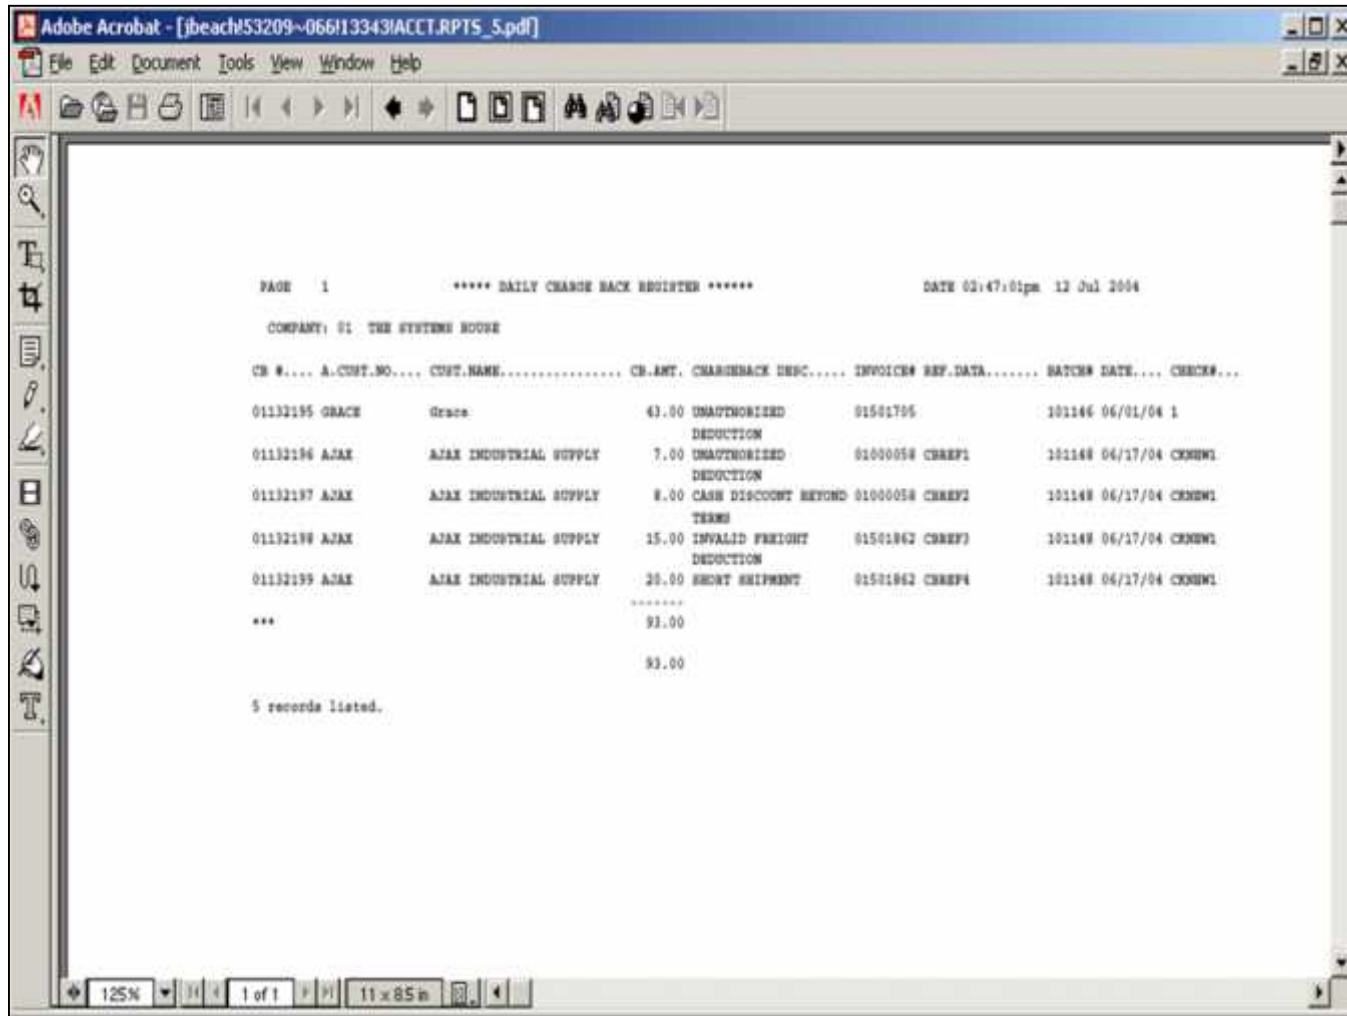 Adobe Acrobat - [jbeach!53209~066!13343!ACCT.RPTS_5.pdf]
File Edit Document Tools View Window Help
PAGE 1 ***** DAILY CHARGE BACK REGISTER ****** DATE 02:47:01pm 12 Jul 2004
COMPANY: 01 THE SYSTEMS HOUSE
CB #.... A.CUST.NO.... CUST.NAME................ CB.AMT. CHARGEBACK DESC..... INVOICE# REF.DATA....... BATCH# DATE.... CHECK#...
01132195 GRACE Grace 43.00 UNAUTHORIZED 01501705 101146 06/01/04 1
DEDUCTION
01132196 AJAX AJAX INDUSTRIAL SUPPLY 7.00 UNAUTHORIZED 01000058 CBREF1 101148 06/17/04 CKNEW1
DEDUCTION
01132197 AJAX AJAX INDUSTRIAL SUPPLY 8.00 CASH DISCOUNT BEYOND 01000058 CBREF2 101148 06/17/04 CKNEW1
TERMS
01132198 AJAX AJAX INDUSTRIAL SUPPLY 15.00 INVALID FREIGHT 01501862 CBREF3 101148 06/17/04 CKNEW1
DEDUCTION
01132199 AJAX AJAX INDUSTRIAL SUPPLY 20.00 SHORT SHIPMENT 01501862 CBREF4 101148 06/17/04 CKNEW1
-------
*** 93.00
93.00
5 records listed.
125% 1 of 1 11 x 8.5 in